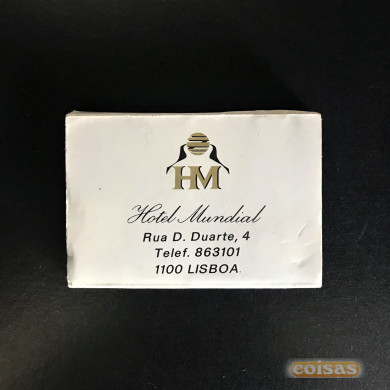 HM
Hotel Mundial
Rua D. Duarte, 4
Telef. 863101
1100 LISBOA
coisas